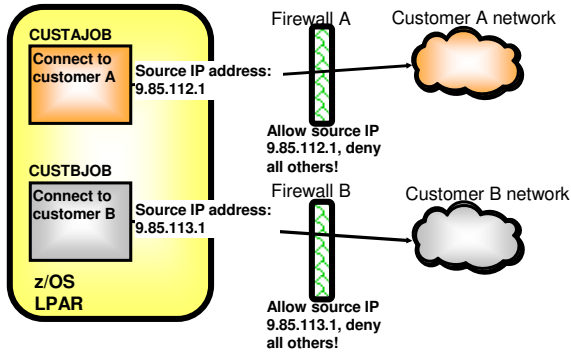 CUSTAJOB
Connect to
customer A
Source IP address:
9.85.112.1
Firewall A
Allow source IP
9.85.112.1, deny
all others!
Customer A network
CUSTBJOB
Connect to
customer B
Source IP address:
9.85.113.1
Firewall B
Allow source IP
9.85.113.1, deny
all others!
Customer B network
z/OS
LPAR